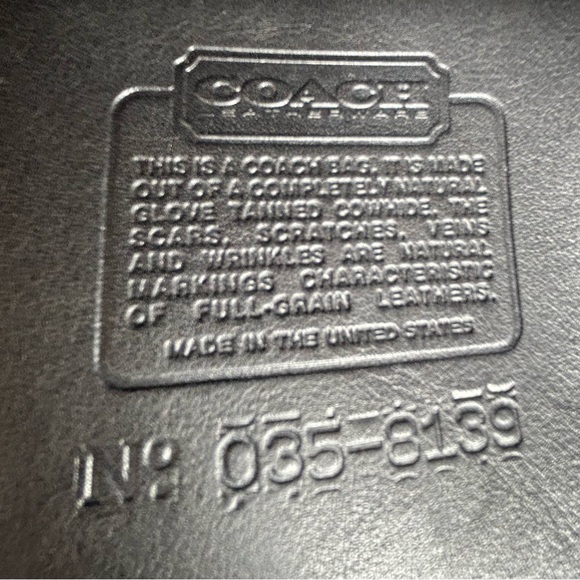 COACH
LEATHERWARE
THIS IS A COACH BAG. IT IS MADE
OUT OF A COMPLETELY NATURAL
GLOVE TANNED COWHIDE. THE
SCARS, SCRATCHES, VEINS
AND WRINKLES ARE NATURAL
MARKINGS CHARACTERISTIC
OF FULL-GRAIN LEATHERS.
MADE IN THE UNITED STATES
No 035-8139